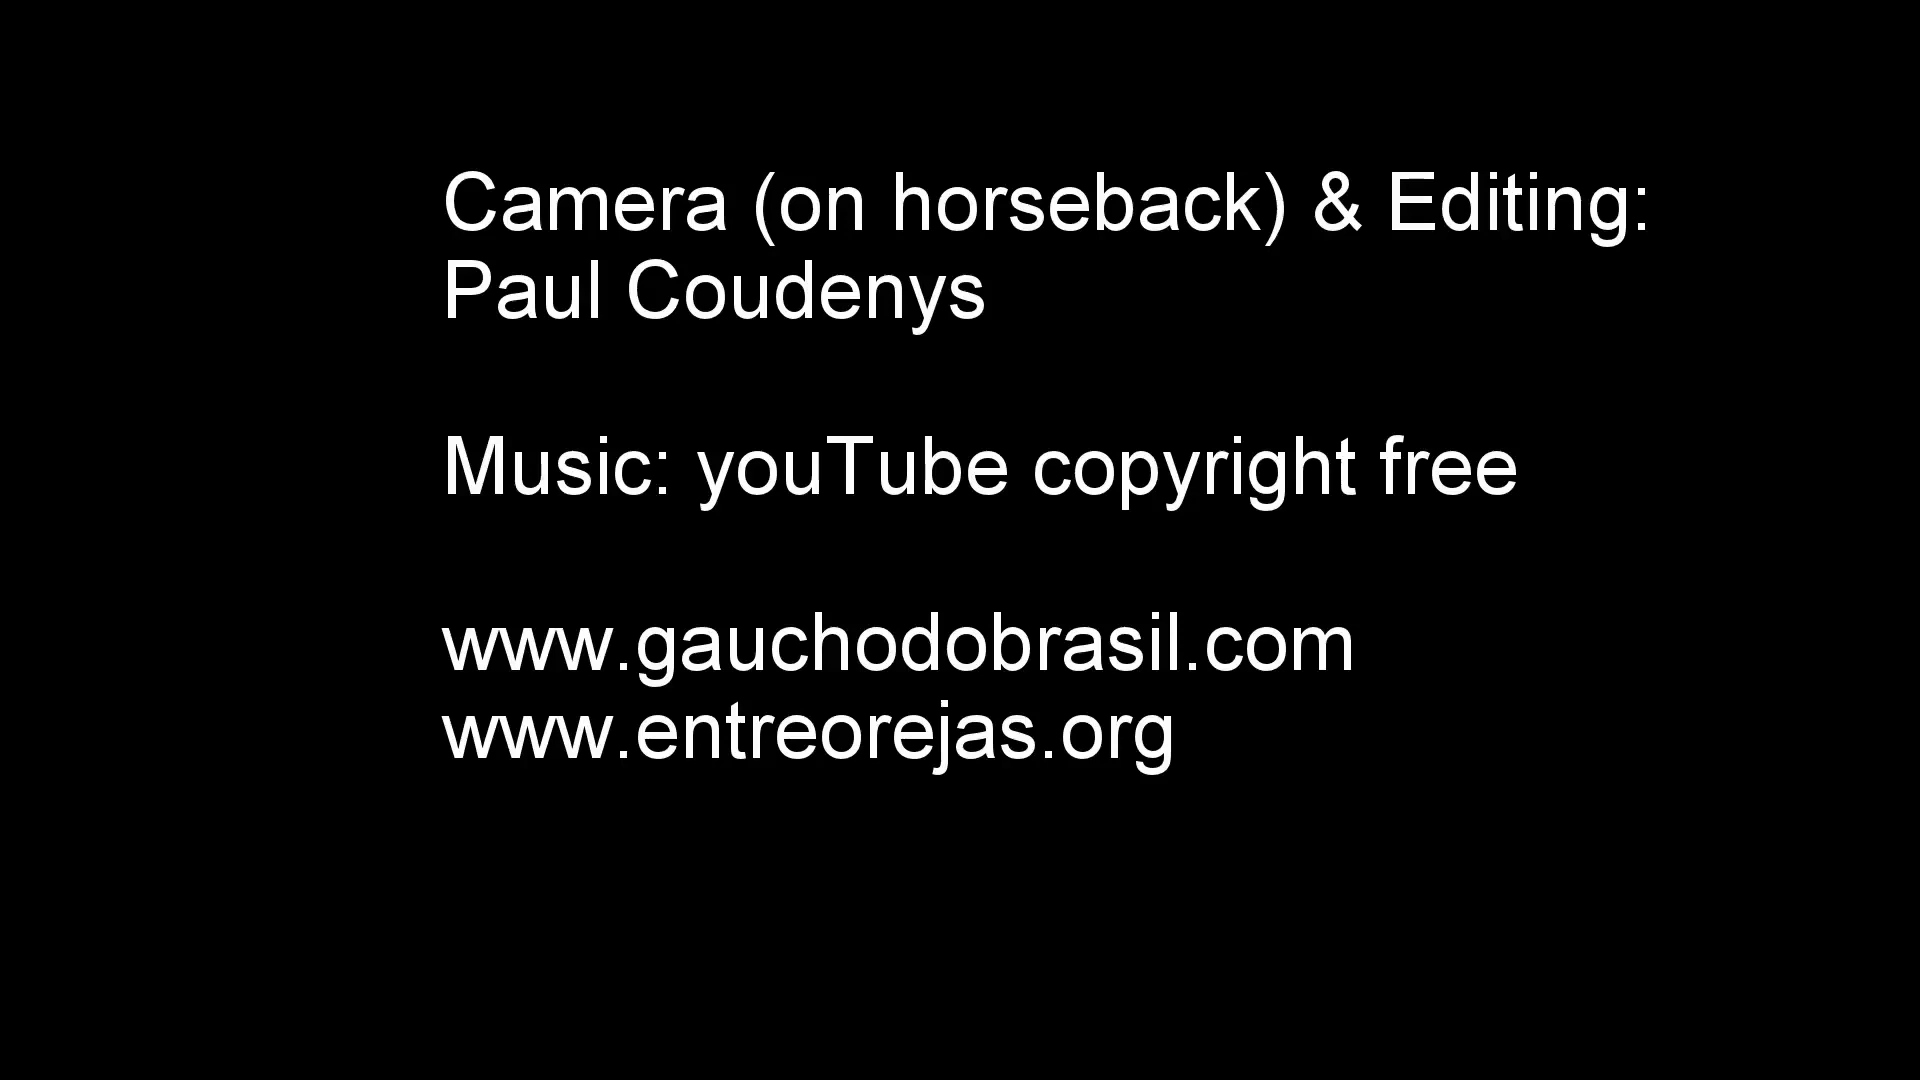 Camera (on horseback) & Editing:
Paul Coudenys
Music: youTube copyright free
www.gauchodobrasil.com
www.entreorejas.org